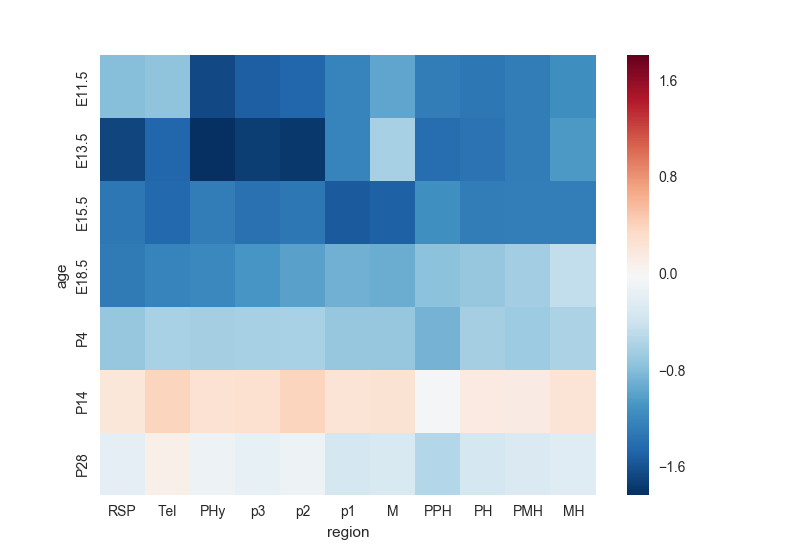 age
E11.5
E13.5
E15.5
E18.5
P4
P14
P28
RSP Tel PHy p3 p2 p1 M PPH PH PMH MH
region
1.6
0.8
0.0
−0.8
−1.6